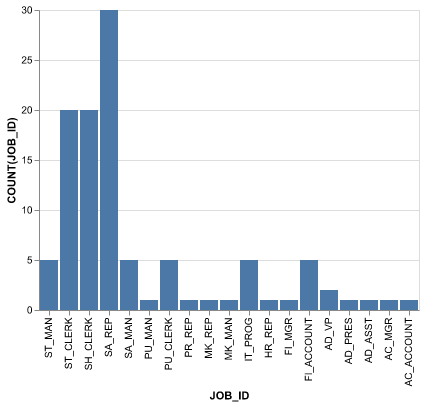 30
25
20
15
10
5
0
COUNT(JOB_ID)
ST_MAN
ST_CLERK
SH_CLERK
SA_REP
SA_MAN
PU_MAN
PU_CLERK
PR_REP
MK_REP
MK_MAN
IT_PROG
HR_REP
FI_MGR
FI_ACCOUNT
AD_VP
AD_PRES
AD_ASST
AC_MGR
AC_ACCOUNT
JOB_ID